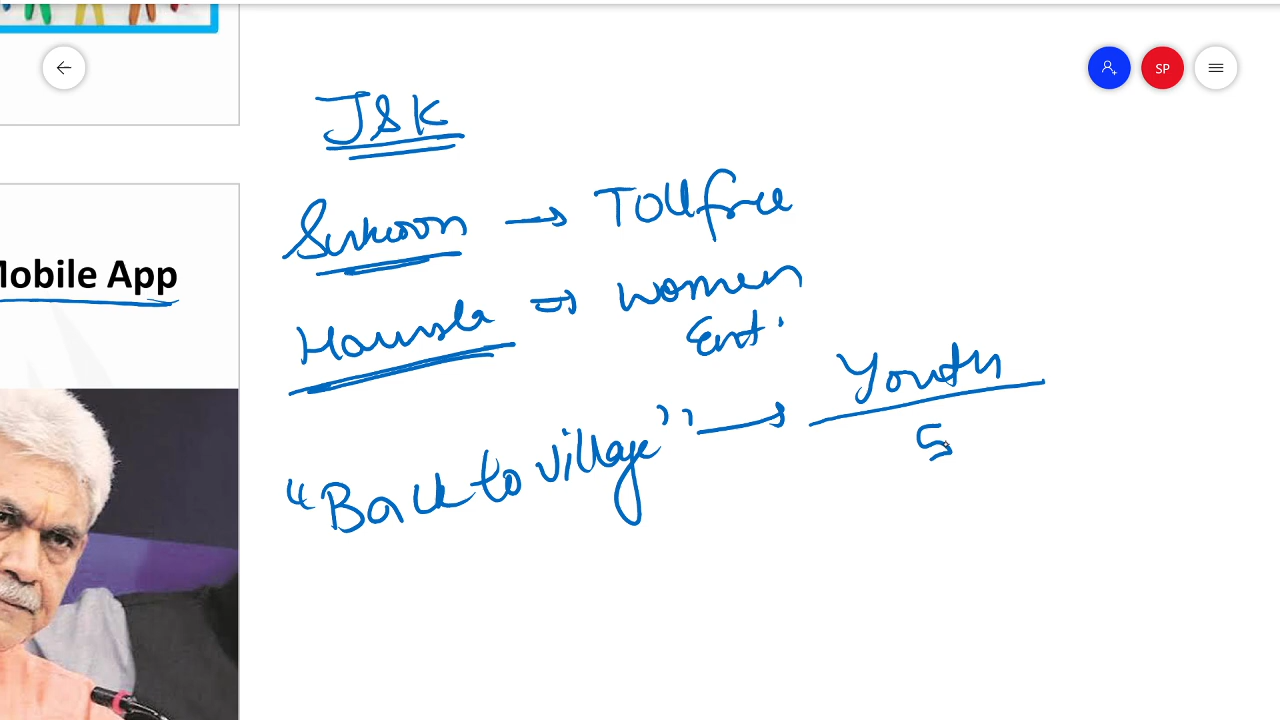 SP
J&K
Sukoon → Tollfree
Mobile App
Hausla ⇒ women
Ent.
Youth
"Back to village" →
5